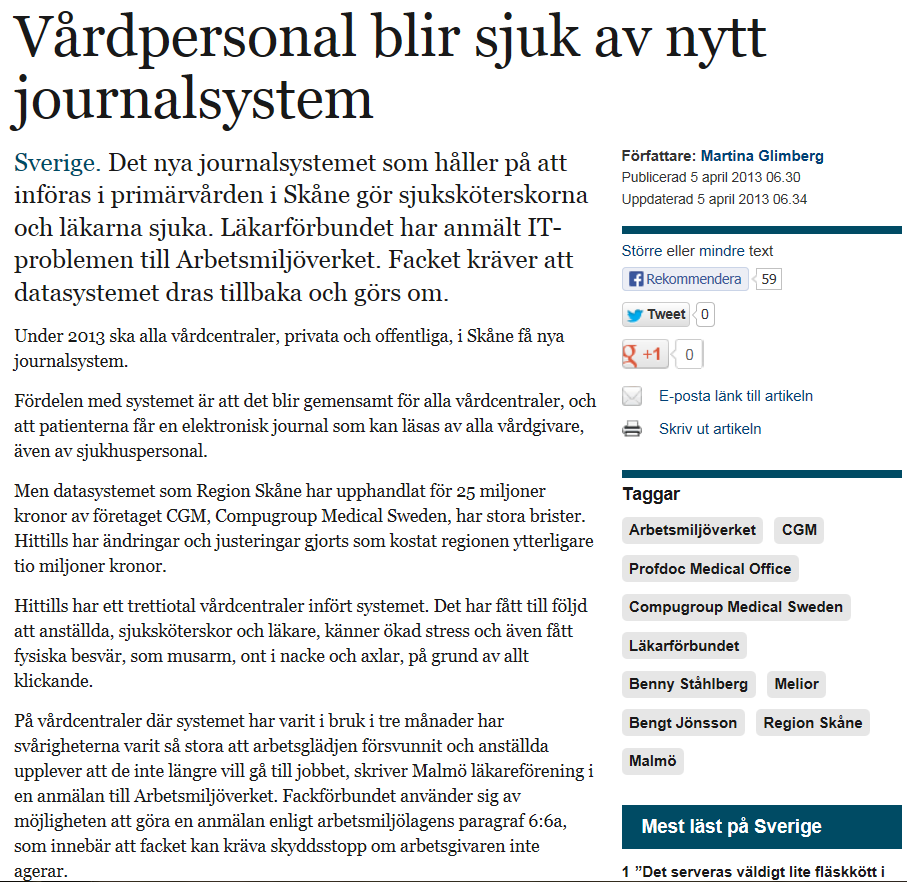 Vårdpersonal blir sjuk av nytt
journalsystem
Sverige. Det nya journalsystemet som håller på att
införas i primärvården i Skåne gör sjuksköterskorna
och läkarna sjuka. Läkarförbundet har anmält IT-
problemen till Arbetsmiljöverket. Facket kräver att
datasystemet dras tillbaka och görs om.
Under 2013 ska alla vårdcentraler, privata och offentliga, i Skåne få nya
journalsystem.
Fördelen med systemet är att det blir gemensamt för alla vårdcentraler, och
att patienterna får en elektronisk journal som kan läsas av alla vårdgivare,
även av sjukhuspersonal.
Men datasystemet som Region Skåne har upphandlat för 25 miljoner
kronor av företaget CGM, Compugroup Medical Sweden, har stora brister.
Hittills har ändringar och justeringar gjorts som kostat regionen ytterligare
tio miljoner kronor.
Hittills har ett trettiotal vårdcentraler infört systemet. Det har fått till följd
att anställda, sjuksköterskor och läkare, känner ökad stress och även fått
fysiska besvär, som musarm, ont i nacke och axlar, på grund av allt
klickande.
På vårdcentraler där systemet har varit i bruk i tre månader har
svårigheterna varit så stora att arbetsglädjen försvunnit och anställda
upplever att de inte längre vill gå till jobbet, skriver Malmö läkareförening i
en anmälan till Arbetsmiljöverket. Fackförbundet använder sig av
möjligheten att göra en anmälan enligt arbetsmiljölagens paragraf 6:6a,
som innebär att facket kan kräva skyddsstopp om arbetsgivaren inte
agerar.
Författare: Martina Glimberg
Publicerad 5 april 2013 06.30
Uppdaterad 5 april 2013 06.34
Större eller mindre text
Rekommendera 59
Tweet 0
+1 0
E-posta länk till artikeln
Skriv ut artikeln
Taggar
Arbetsmiljöverket CGM
Profdoc Medical Office
Compugroup Medical Sweden
Läkarförbundet
Benny Ståhlberg Melior
Bengt Jönsson Region Skåne
Malmö
Mest läst på Sverige
1 ”Det serveras väldigt lite fläskkött i